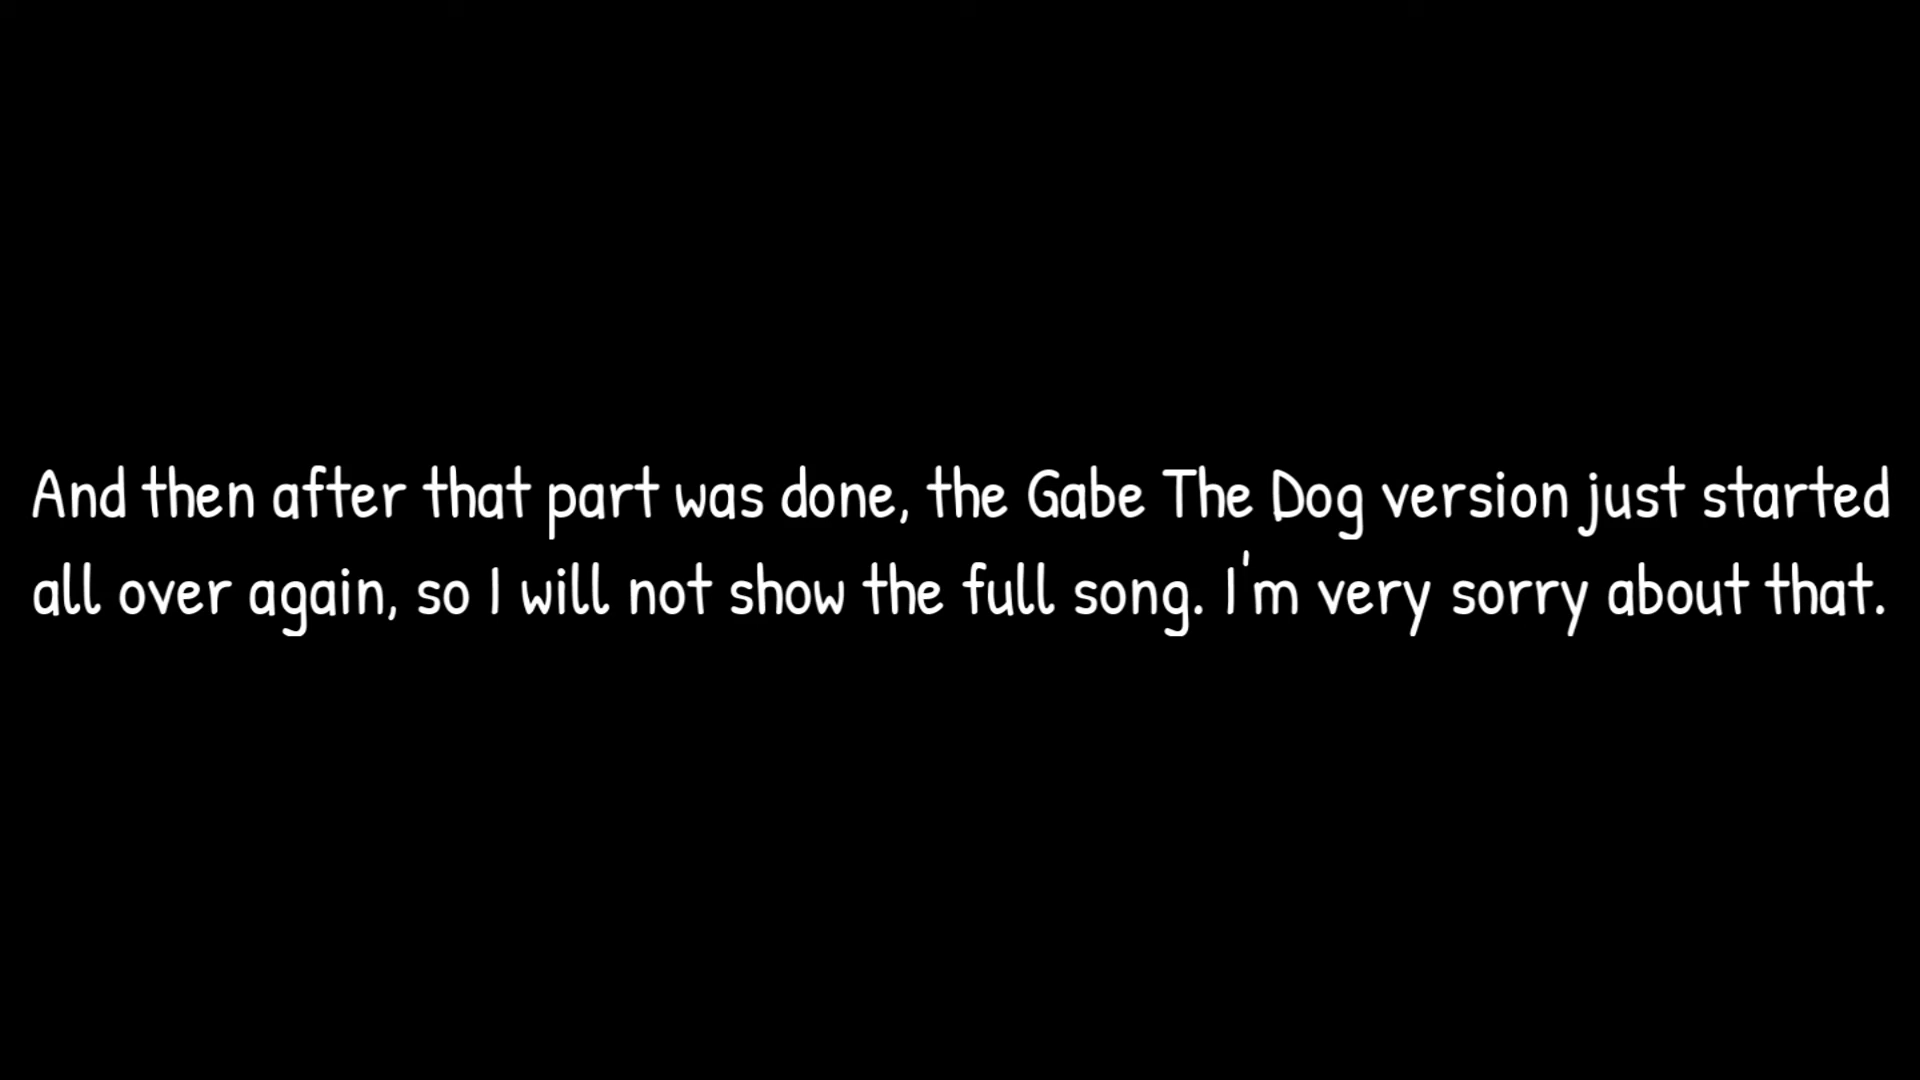 And then after that part was done, the Gabe The Dog version just started
all over again, so I will not show the full song. I'm very sorry about that.